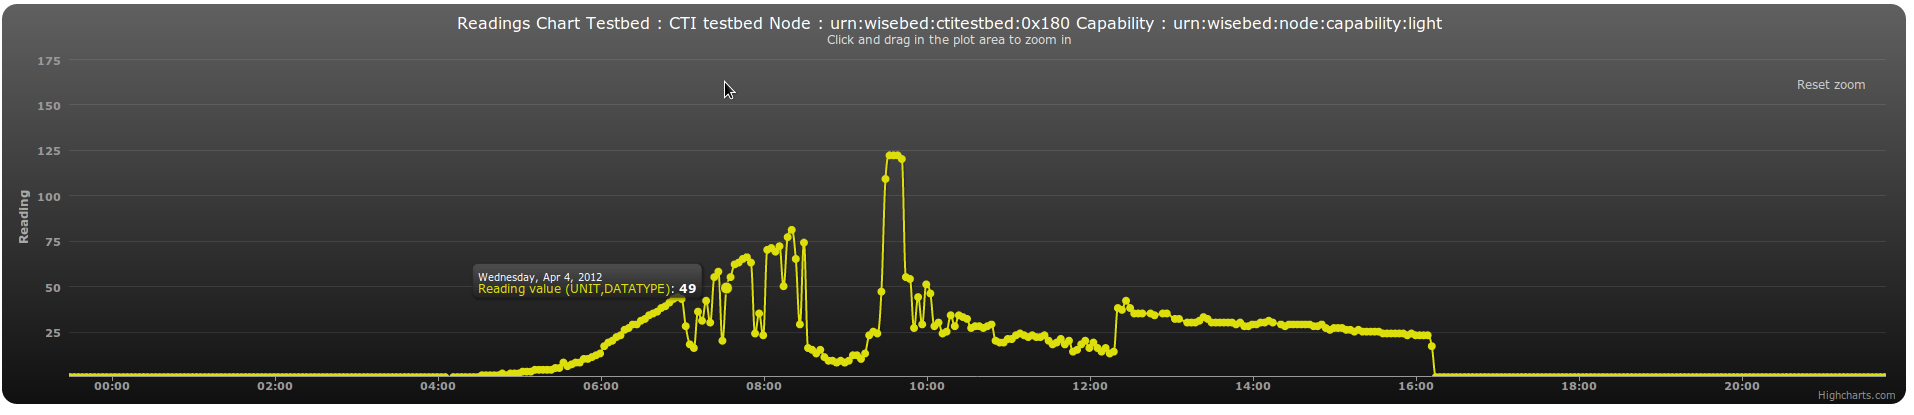 Readings Chart Testbed : CTI testbed Node : urn:wisebed:ctitestbed:0x180 Capability : urn:wisebed:node:capability:light
Click and drag in the plot area to zoom in
Reset zoom
175
150
125
100
75
50
25
Reading
Wednesday, Apr 4, 2012
Reading value (UNIT,DATATYPE): 49
00:00 02:00 04:00 06:00 08:00 10:00 12:00 14:00 16:00 18:00 20:00
Highcharts.com